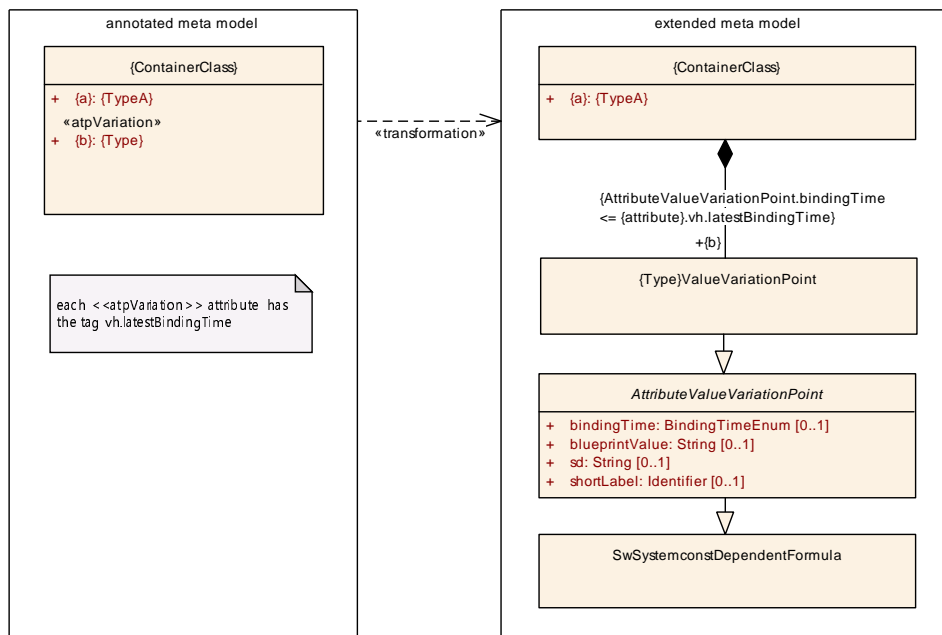 annotated meta model
{ContainerClass}
+ {a}: {TypeA}
«atpVariation»
+ {b}: {Type}
each <<atpVariation>> attribute has
the tag vh.latestBindingTime
«transformation»
extended meta model
{ContainerClass}
+ {a}: {TypeA}
{AttributeValueVariationPoint.bindingTime
<= {attribute}.vh.latestBindingTime}
+{b}
{Type}ValueVariationPoint
AttributeValueVariationPoint
+ bindingTime: BindingTimeEnum [0..1]
+ blueprintValue: String [0..1]
+ sd: String [0..1]
+ shortLabel: Identifier [0..1]
SwSystemconstDependentFormula